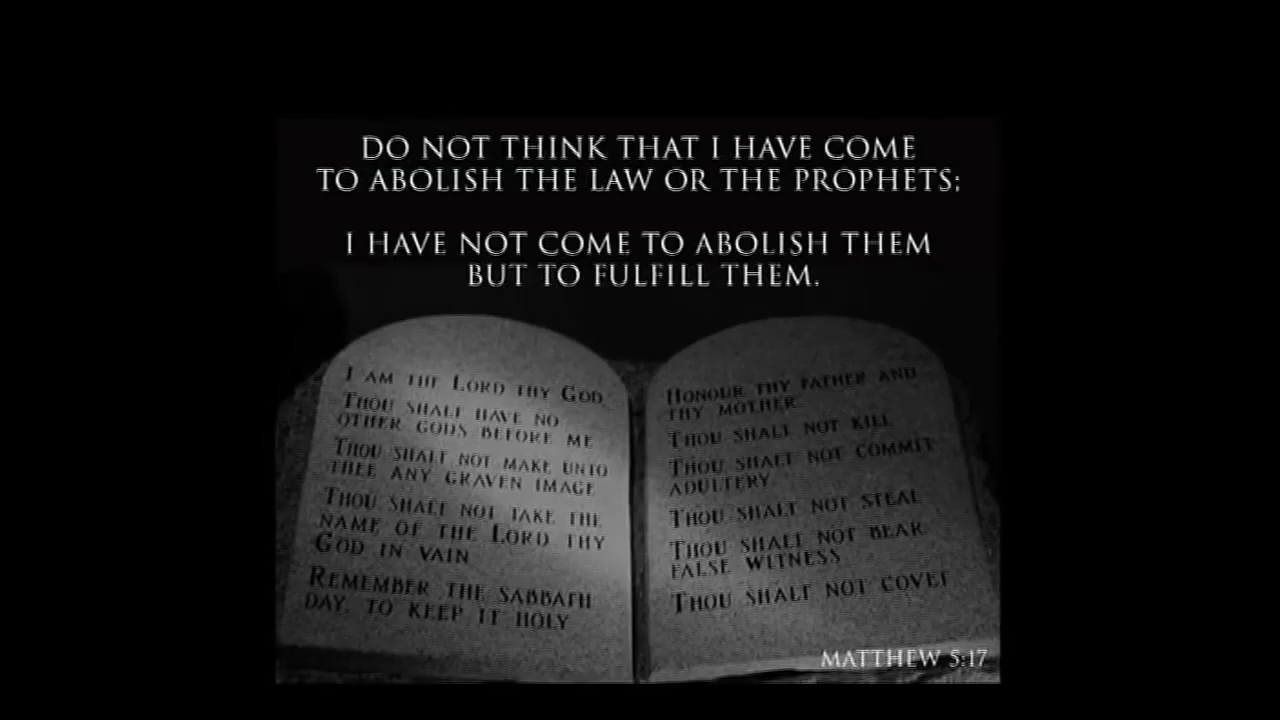 DO NOT THINK THAT I HAVE COME
TO ABOLISH THE LAW OR THE PROPHETS;
I HAVE NOT COME TO ABOLISH THEM
BUT TO FULFILL THEM.
I AM THE LORD THY GOD
THOU SHALT HAVE NO
OTHER GODS BEFORE ME
THOU SHALT NOT MAKE UNTO
THEE ANY GRAVEN IMAGE
THOU SHALT NOT TAKE THE
NAME OF THE LORD THY
GOD IN VAIN
REMEMBER THE SABBATH
DAY, TO KEEP IT HOLY
HONOUR THY FATHER AND
THY MOTHER
THOU SHALT NOT KILL
THOU SHALT NOT COMMIT
ADULTERY
THOU SHALT NOT STEAL
THOU SHALT NOT BEAR
FALSE WITNESS
THOU SHALT NOT COVET
MATTHEW 5:17